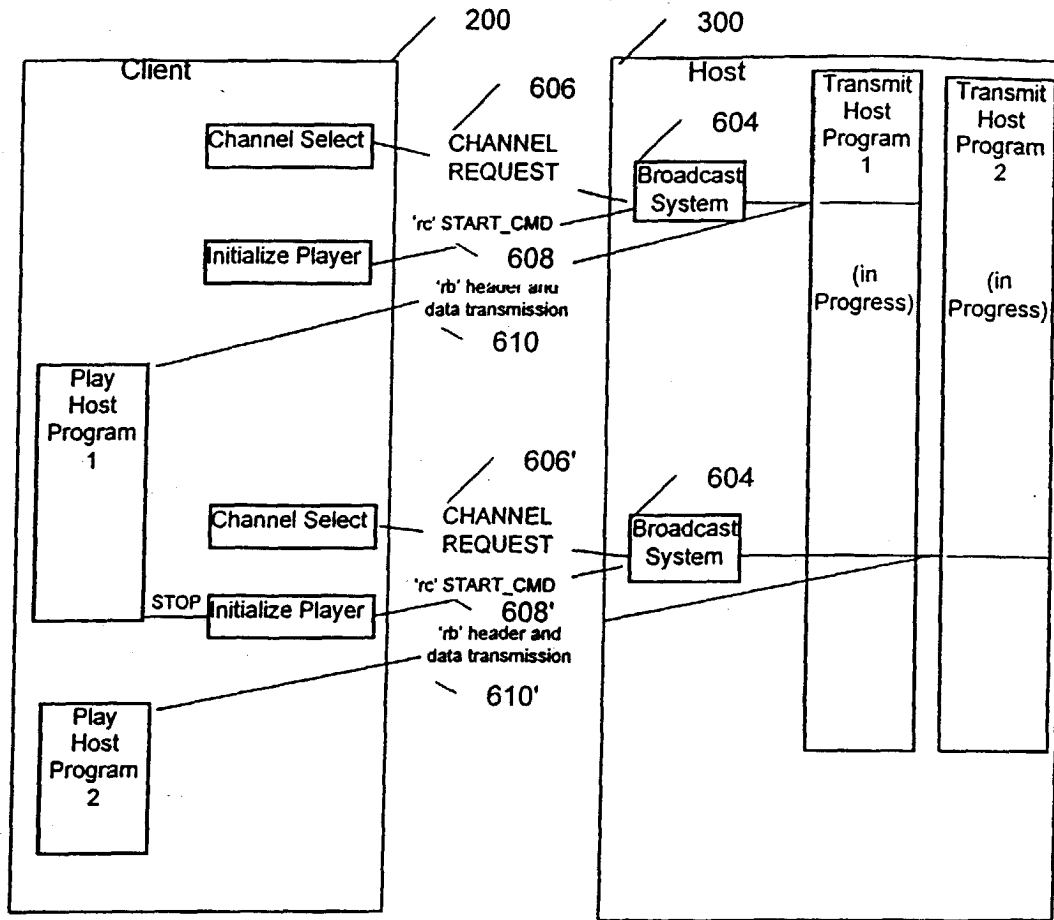 200
300
Client
Host
606
604
Channel Select
CHANNEL
REQUEST
Broadcast
System
Transmit
Host
Program
1
Transmit
Host
Program
2
'rc' START_CMD
Initialize Player
608
'rb' header and
data transmission
610
(in
Progress)
(in
Progress)
Play
Host
Program
1
606'
604
Channel Select
CHANNEL
REQUEST
Broadcast
System
'rc' START_CMD
STOP
Initialize Player
608'
'rb' header and
data transmission
610'
Play
Host
Program
2